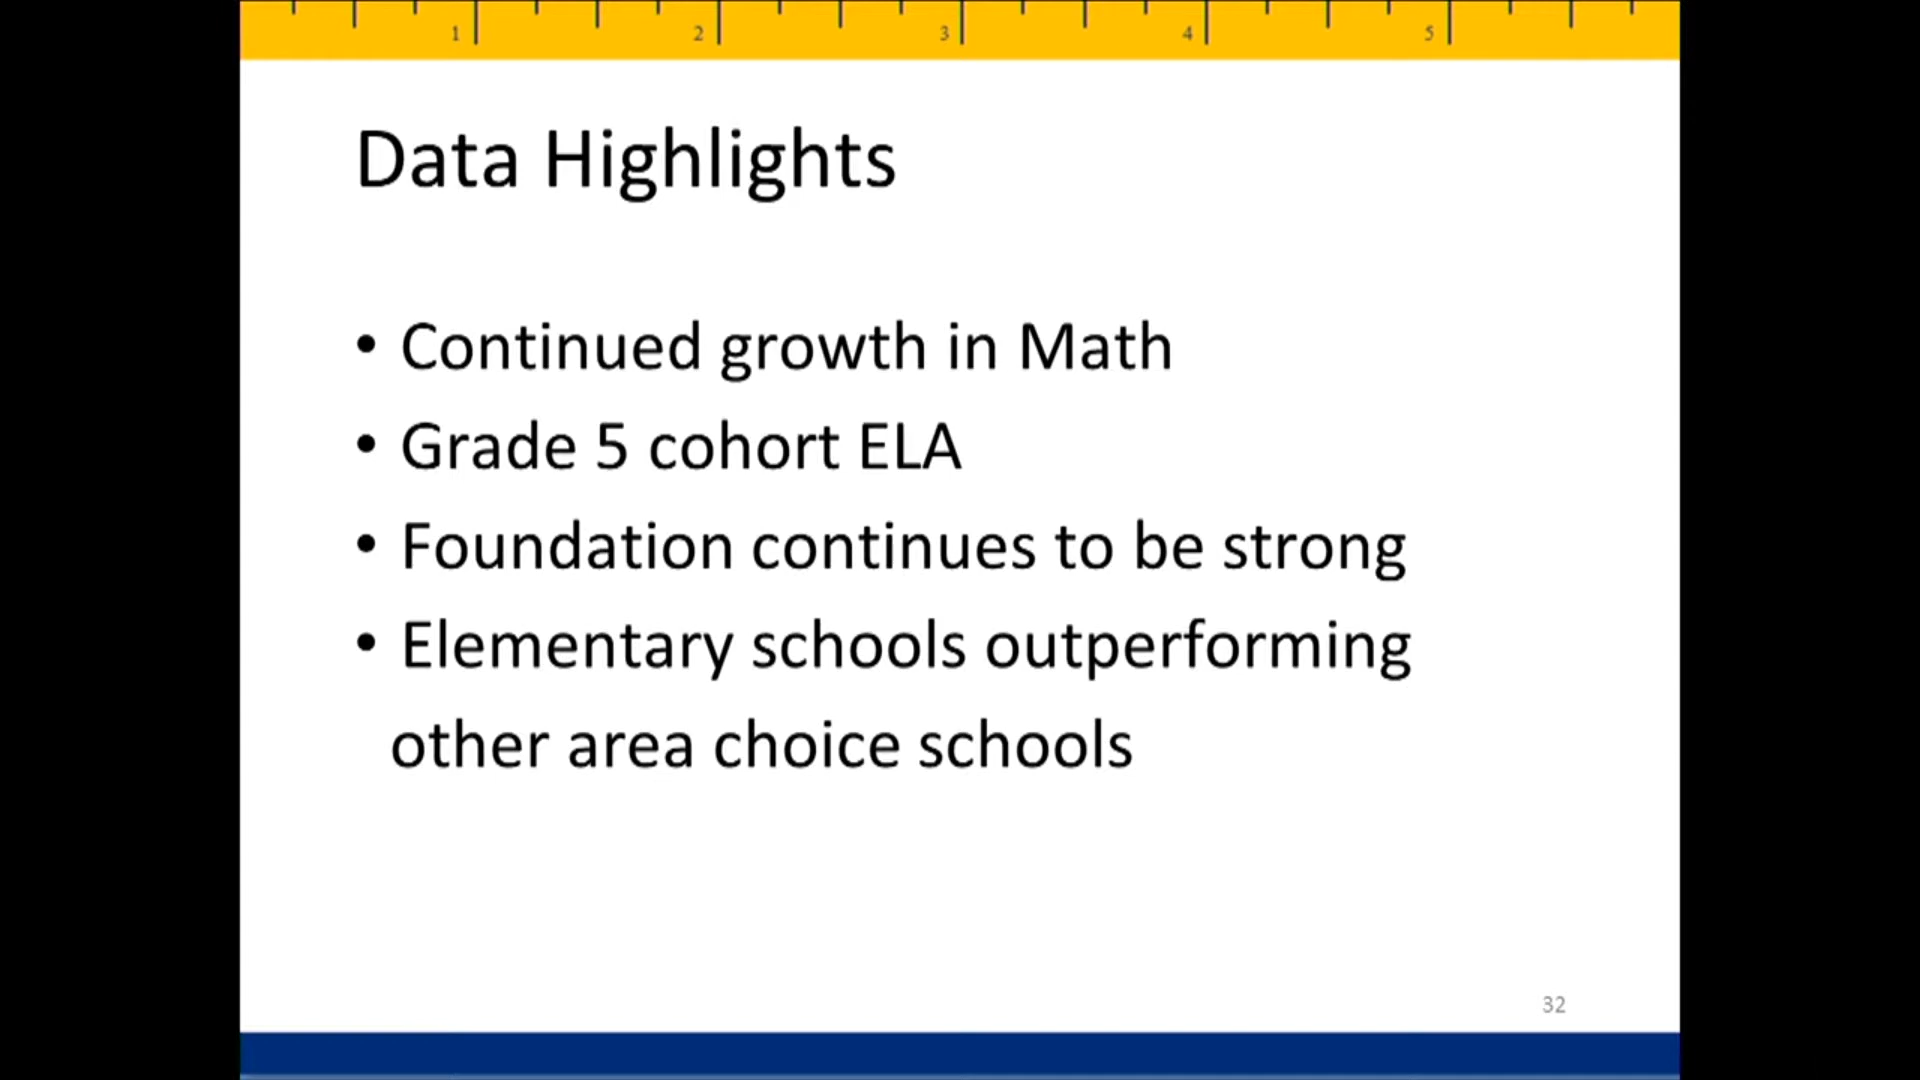 1 2 3 4 5
Data Highlights
• Continued growth in Math
• Grade 5 cohort ELA
• Foundation continues to be strong
• Elementary schools outperforming
other area choice schools
32